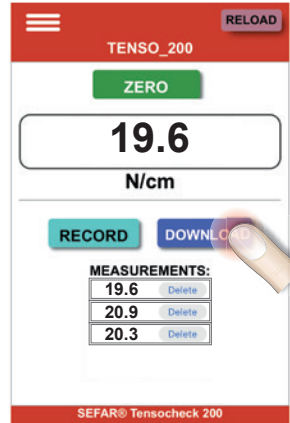 RELOAD
TENSO_200
ZERO
19.6
N/cm
RECORD DOWNLOAD
MEASUREMENTS:
19.6 Delete
20.9 Delete
20.3 Delete
SEFAR® Tensocheck 200